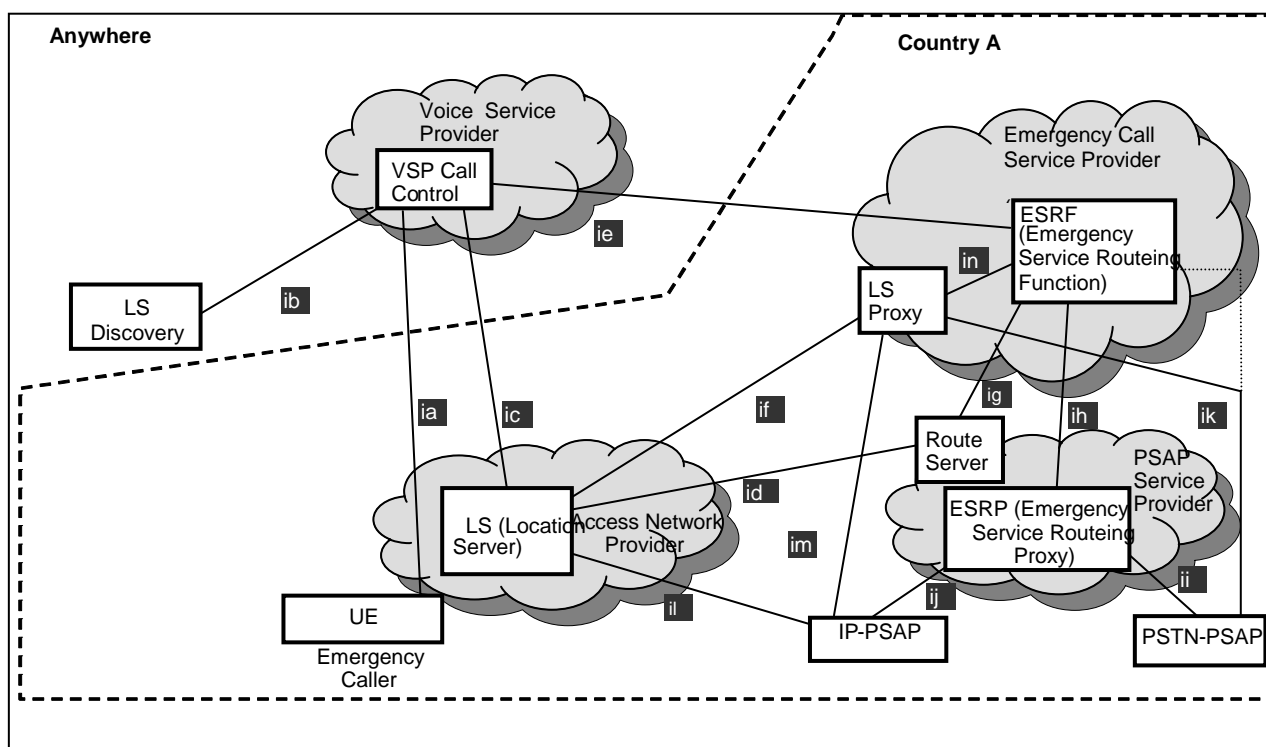 Anywhere
Country A
Voice Service
Provider
VSP Call
Control
Emergency Call
Service Provider
ESRF
(Emergency
Service Routeing
Function)
ie
in
LS
Proxy
ib
LS
Discovery
ia
ic
if
ig
ih
ik
Route
Server
PSAP
Service
Provider
id
LS (Location
Server)
Access Network
Provider
ESRP (Emergency
Service Routeing
Proxy)
im
ii
ij
il
UE
IP-PSAP
PSTN-PSAP
Emergency
Caller